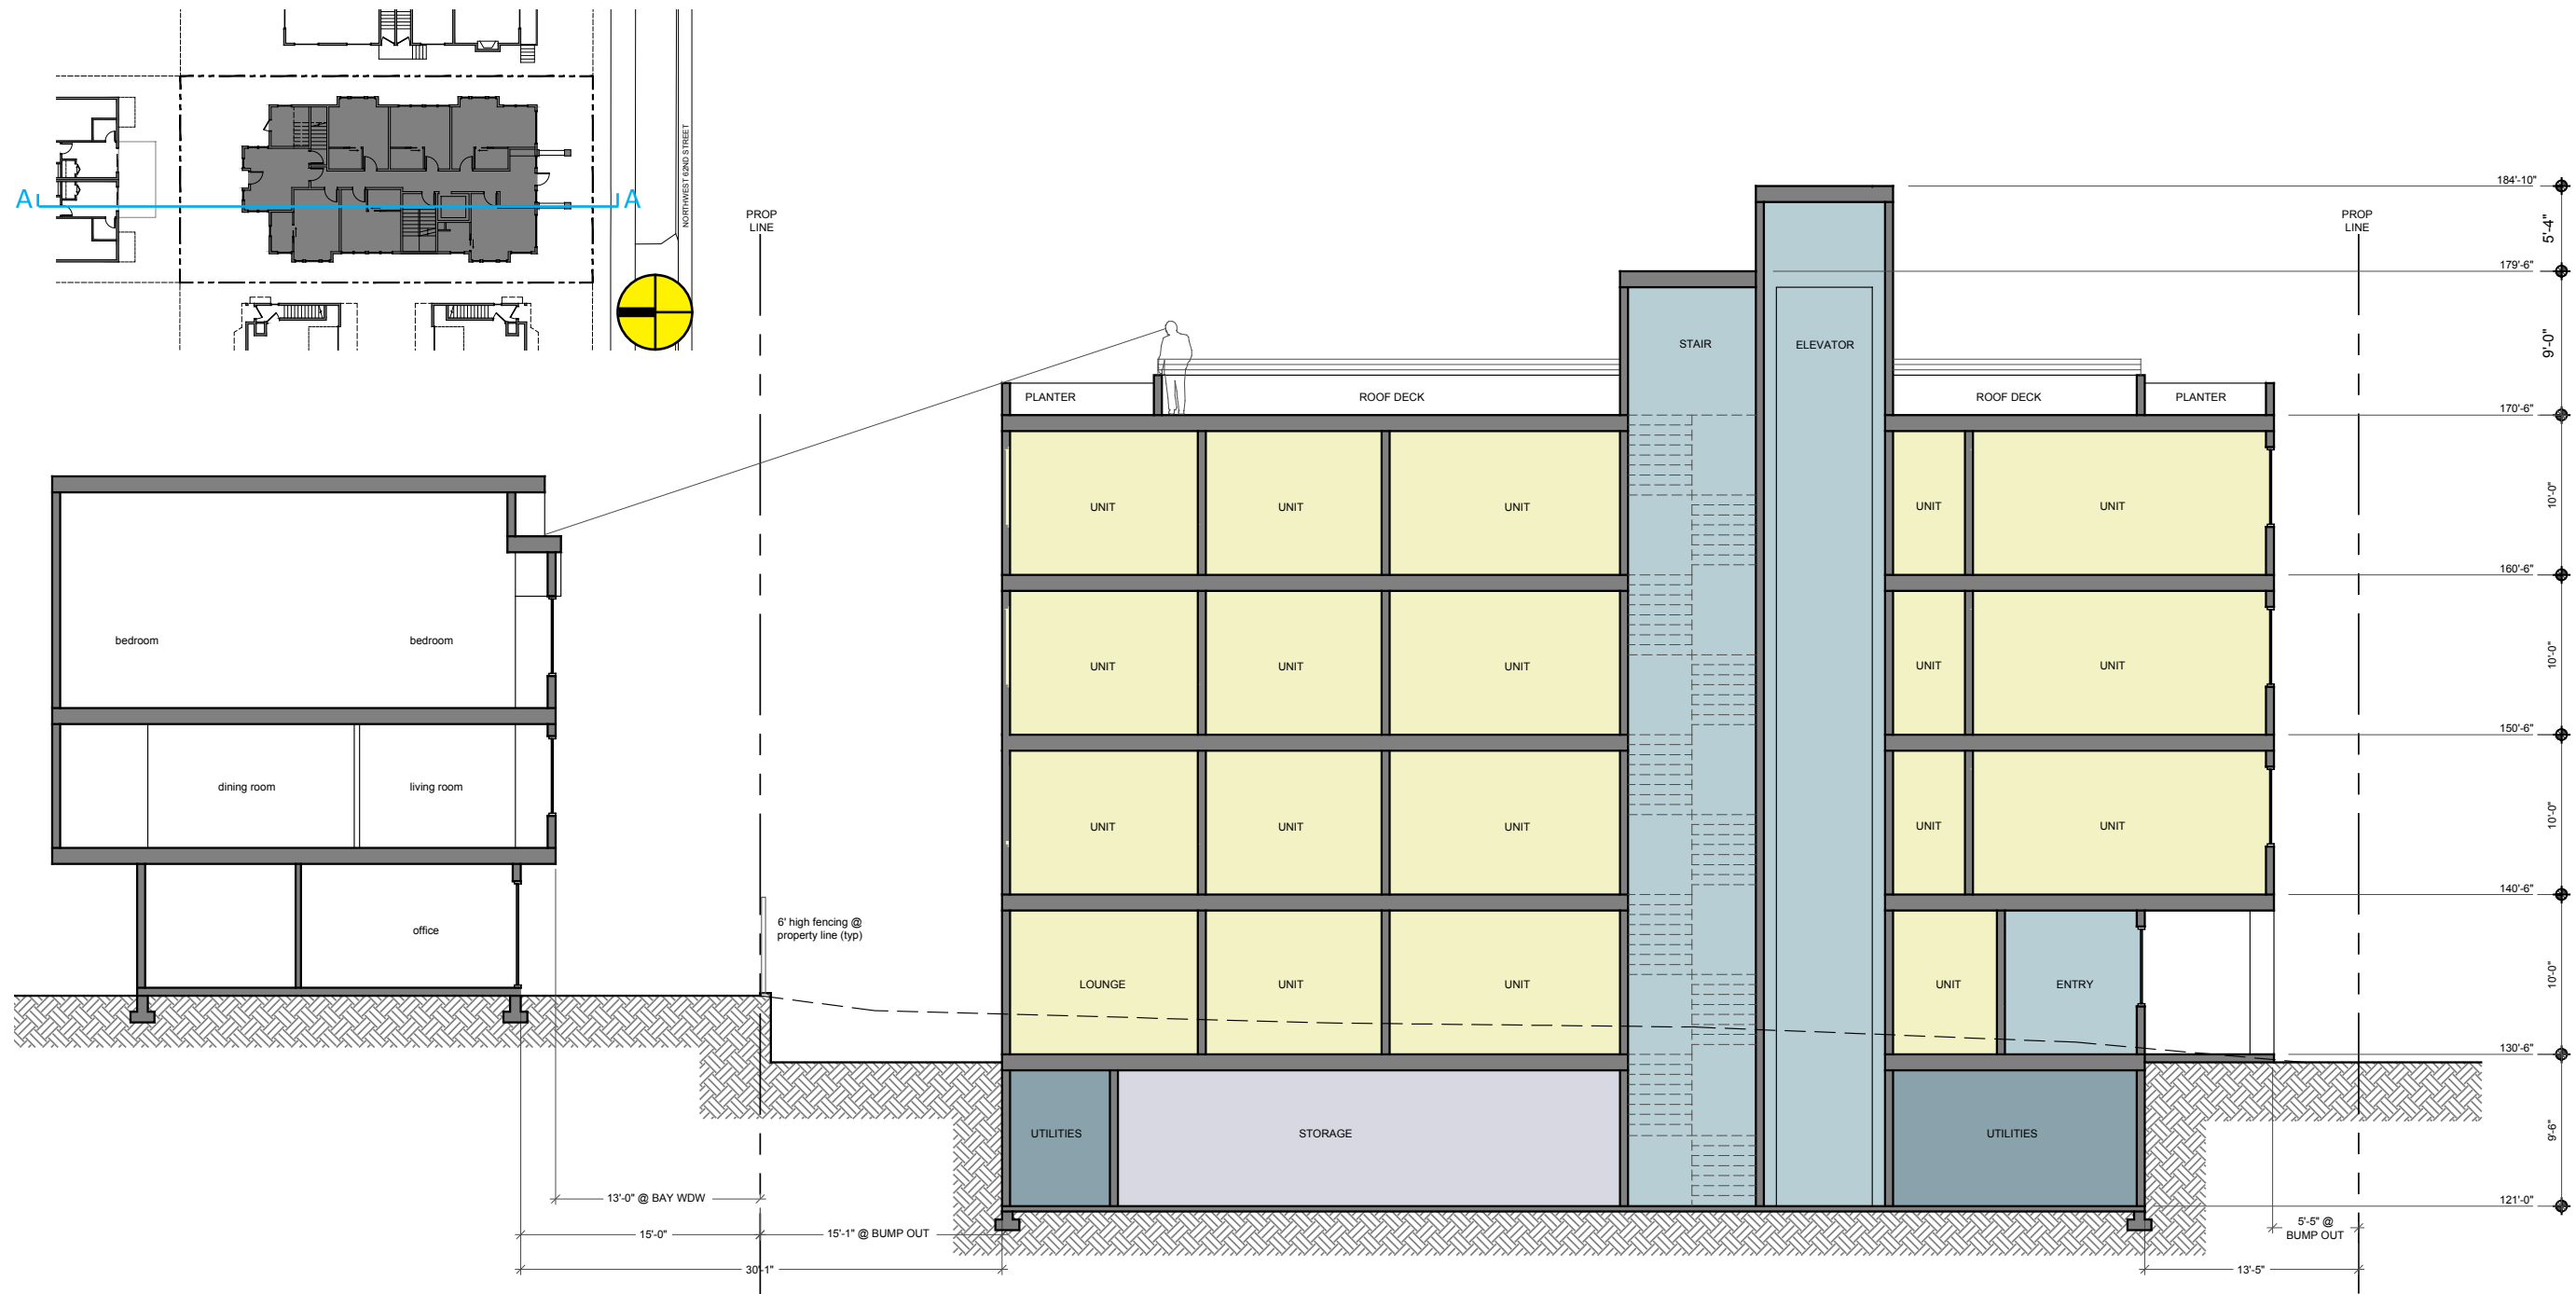 A
A
NORTHWEST 62ND STREET
PROP
LINE
PROP
LINE
184'-10"
5'-4"
179'-6"
9'-0"
STAIR
ELEVATOR
PLANTER
ROOF DECK
ROOF DECK
PLANTER
170'-6"
10'-0"
UNIT
UNIT
UNIT
UNIT
UNIT
160'-6"
10'-0"
bedroom
bedroom
UNIT
UNIT
UNIT
UNIT
UNIT
150'-6"
10'-0"
dining room
living room
UNIT
UNIT
UNIT
UNIT
UNIT
140'-6"
10'-0"
office
6' high fencing @
property line (typ)
LOUNGE
UNIT
UNIT
UNIT
ENTRY
130'-6"
9'-6"
UTILITIES
STORAGE
UTILITIES
121'-0"
13'-0" @ BAY WDW
15'-0"
15'-1" @ BUMP OUT
5'-5" @
BUMP OUT
30'-1"
13'-5"